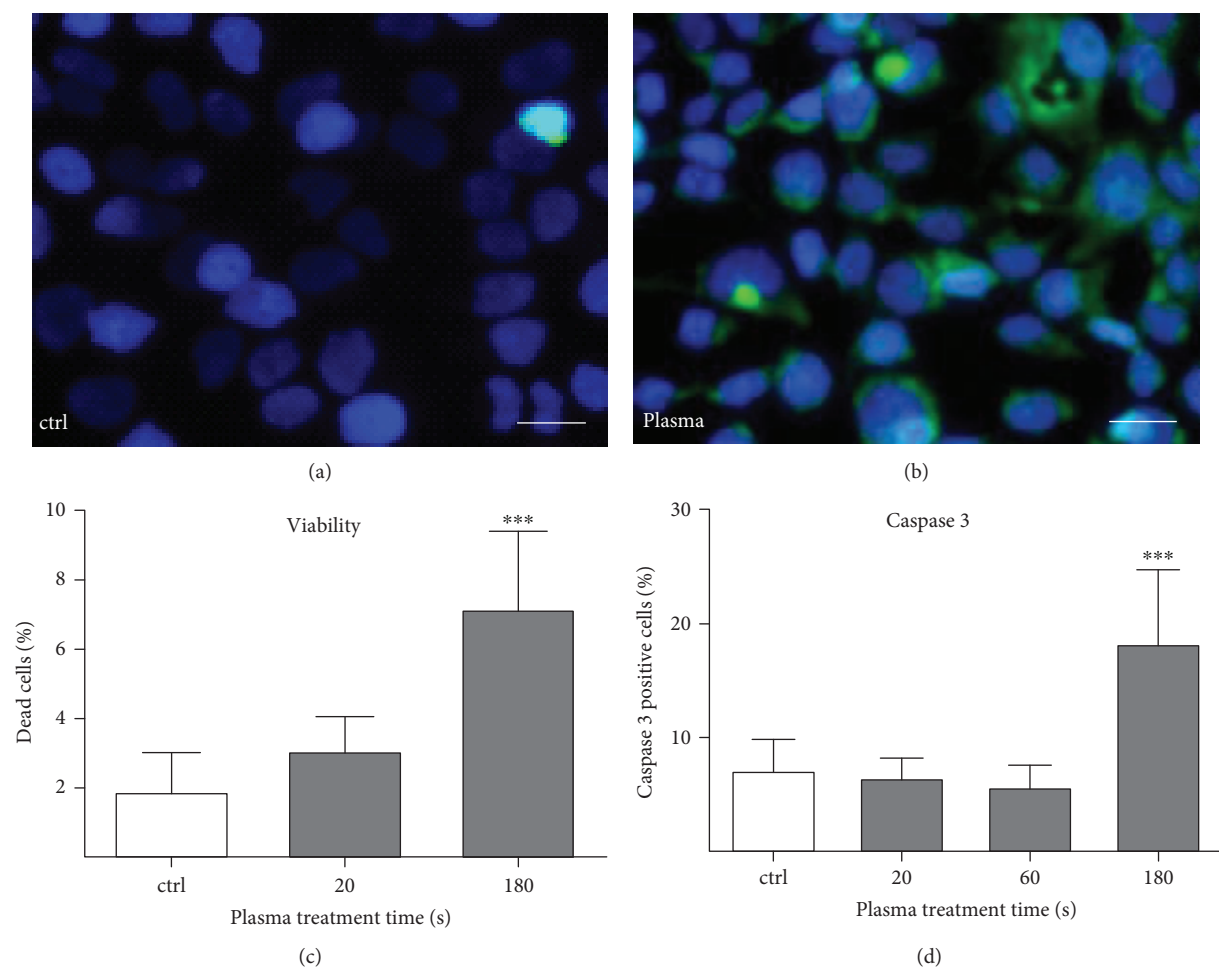 ctrl
Plasma
(a)
(b)
Viability
***
10
8
6
4
2
Dead cells (%)
ctrl
20
180
Plasma treatment time (s)
(c)
Caspase 3
***
30
20
10
Caspase 3 positive cells (%)
ctrl
20
60
180
Plasma treatment time (s)
(d)